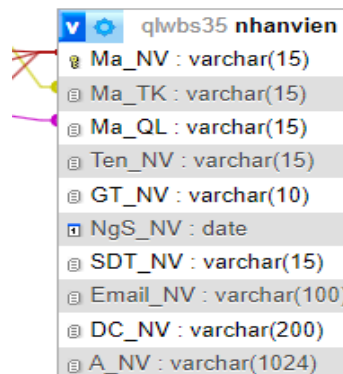 v qlwbs35 nhanvien
Ma_NV : varchar(15)
Ma_TK : varchar(15)
Ma_QL : varchar(15)
Ten_NV : varchar(15)
GT_NV : varchar(10)
NgS_NV : date
SDT_NV : varchar(15)
Email_NV : varchar(100)
DC_NV : varchar(200)
A_NV : varchar(1024)